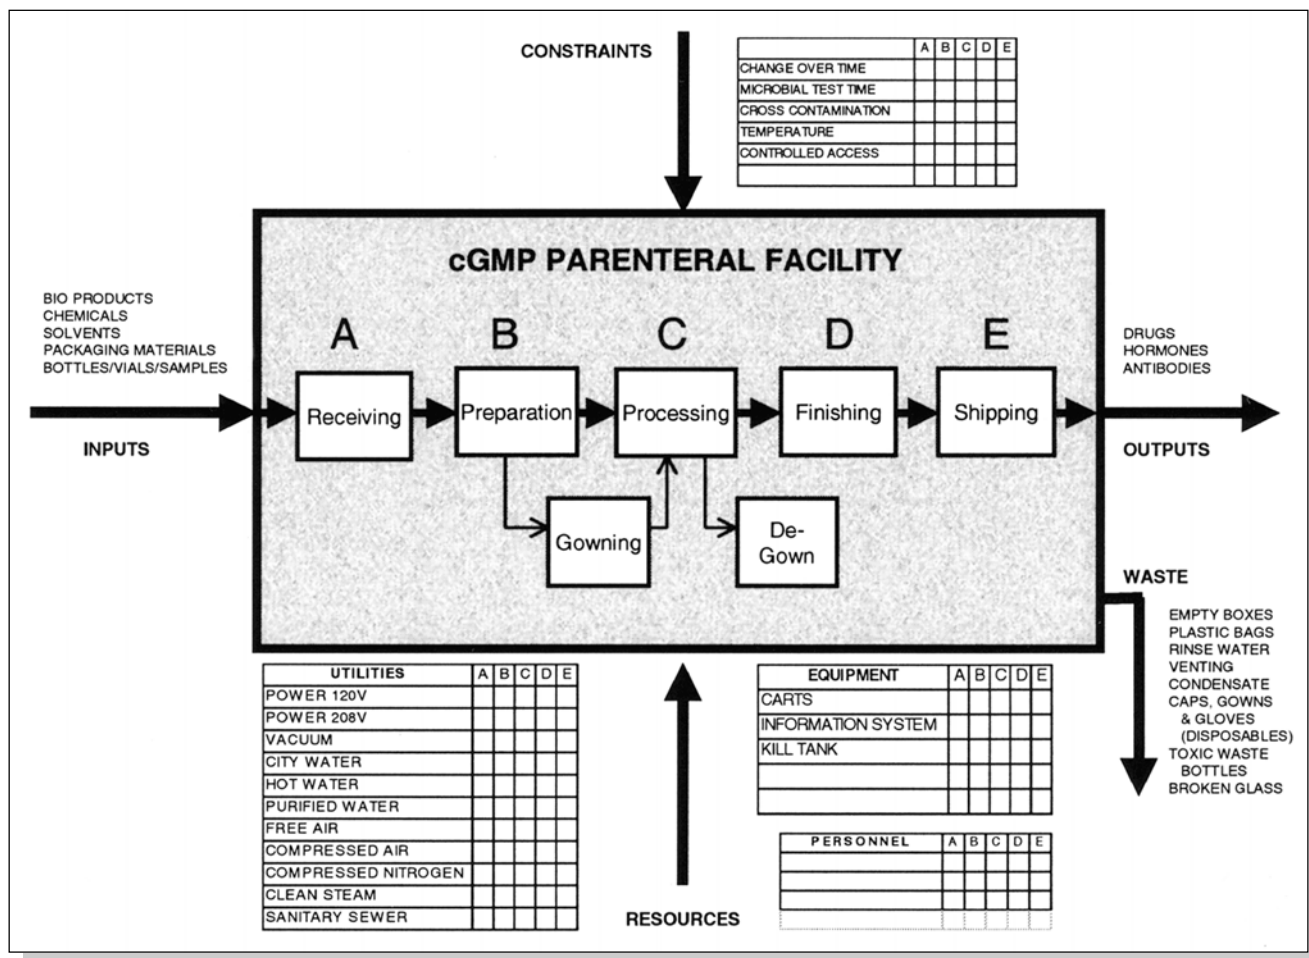 CONSTRAINTS
A B C D E
CHANGE OVER TIME
MICROBIAL TEST TIME
CROSS CONTAMINATION
TEMPERATURE
CONTROLLED ACCESS
cGMP PARENTERAL FACILITY
BIO PRODUCTS
CHEMICALS
SOLVENTS
PACKAGING MATERIALS
BOTTLES/VIALS/SAMPLES
INPUTS
A B C D E
Receiving
Preparation
Processing
Finishing
Shipping
Gowning
De-
Gown
DRUGS
HORMONES
ANTIBODIES
OUTPUTS
WASTE
EMPTY BOXES
PLASTIC BAGS
RINSE WATER
VENTING
CONDENSATE
CAPS, GOWNS
& GLOVES
(DISPOSABLES)
TOXIC WASTE
BOTTLES
BROKEN GLASS
UTILITIES A B C D E
POWER 120V
POWER 208V
VACUUM
CITY WATER
HOT WATER
PURIFIED WATER
FREE AIR
COMPRESSED AIR
COMPRESSED NITROGEN
CLEAN STEAM
SANITARY SEWER
RESOURCES
EQUIPMENT A B C D E
CARTS
INFORMATION SYSTEM
KILL TANK
PERSONNEL A B C D E